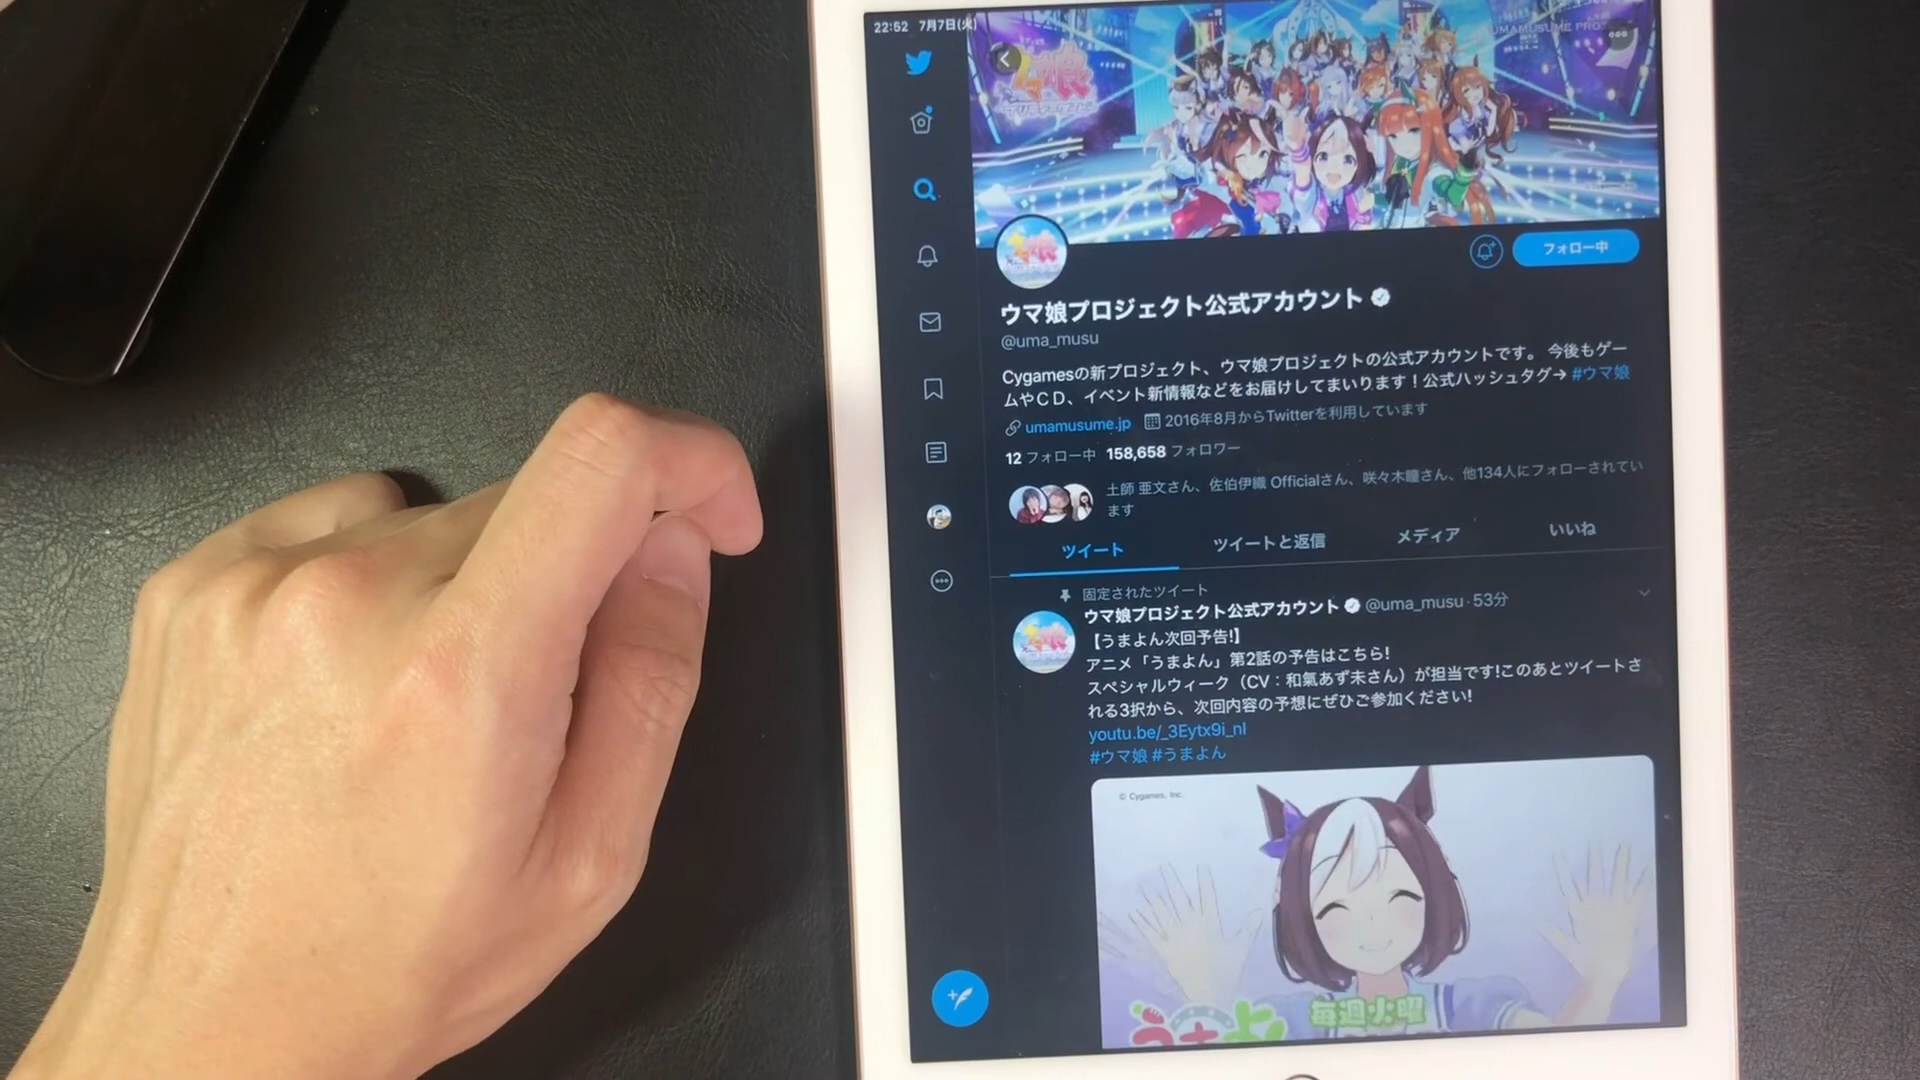 22:52 7月7日(火)
UMAMUSUME PRO
ウマ娘
フォロー中
ウマ娘プロジェクト公式アカウント
@uma_musu
Cygamesの新プロジェクト、ウマ娘プロジェクトの公式アカウントです。 今後もゲー
ムやCD、イベント新情報などをお届けしてまいります！公式ハッシュタグ→ #ウマ娘
umamusume.jp 2016年8月からTwitterを利用しています
12 フォロー中 158,658 フォロワー
土師 亜文さん、佐伯伊織 Officialさん、咲々木瞳さん、他134人にフォローされてい
ます
ツイート ツイートと返信 メディア いいね
固定されたツイート
ウマ娘プロジェクト公式アカウント @uma_musu · 53分
【うまよん次回予告!】
アニメ「うまよん」第2話の予告はこちら!
スペシャルウィーク（CV：和氣あず未さん）が担当です!このあとツイートさ
れる3択から、次回内容の予想にぜひご参加ください!
youtu.be/_3Eytx9i_nI
#ウマ娘 #うまよん
© Cygames, Inc.
うまよん 毎週火曜